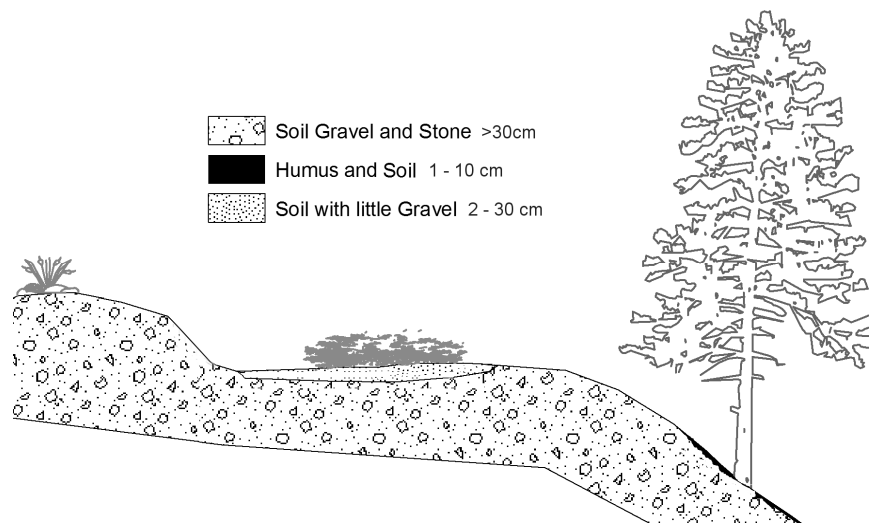 Soil Gravel and Stone >30cm
Humus and Soil 1 - 10 cm
Soil with little Gravel 2 - 30 cm